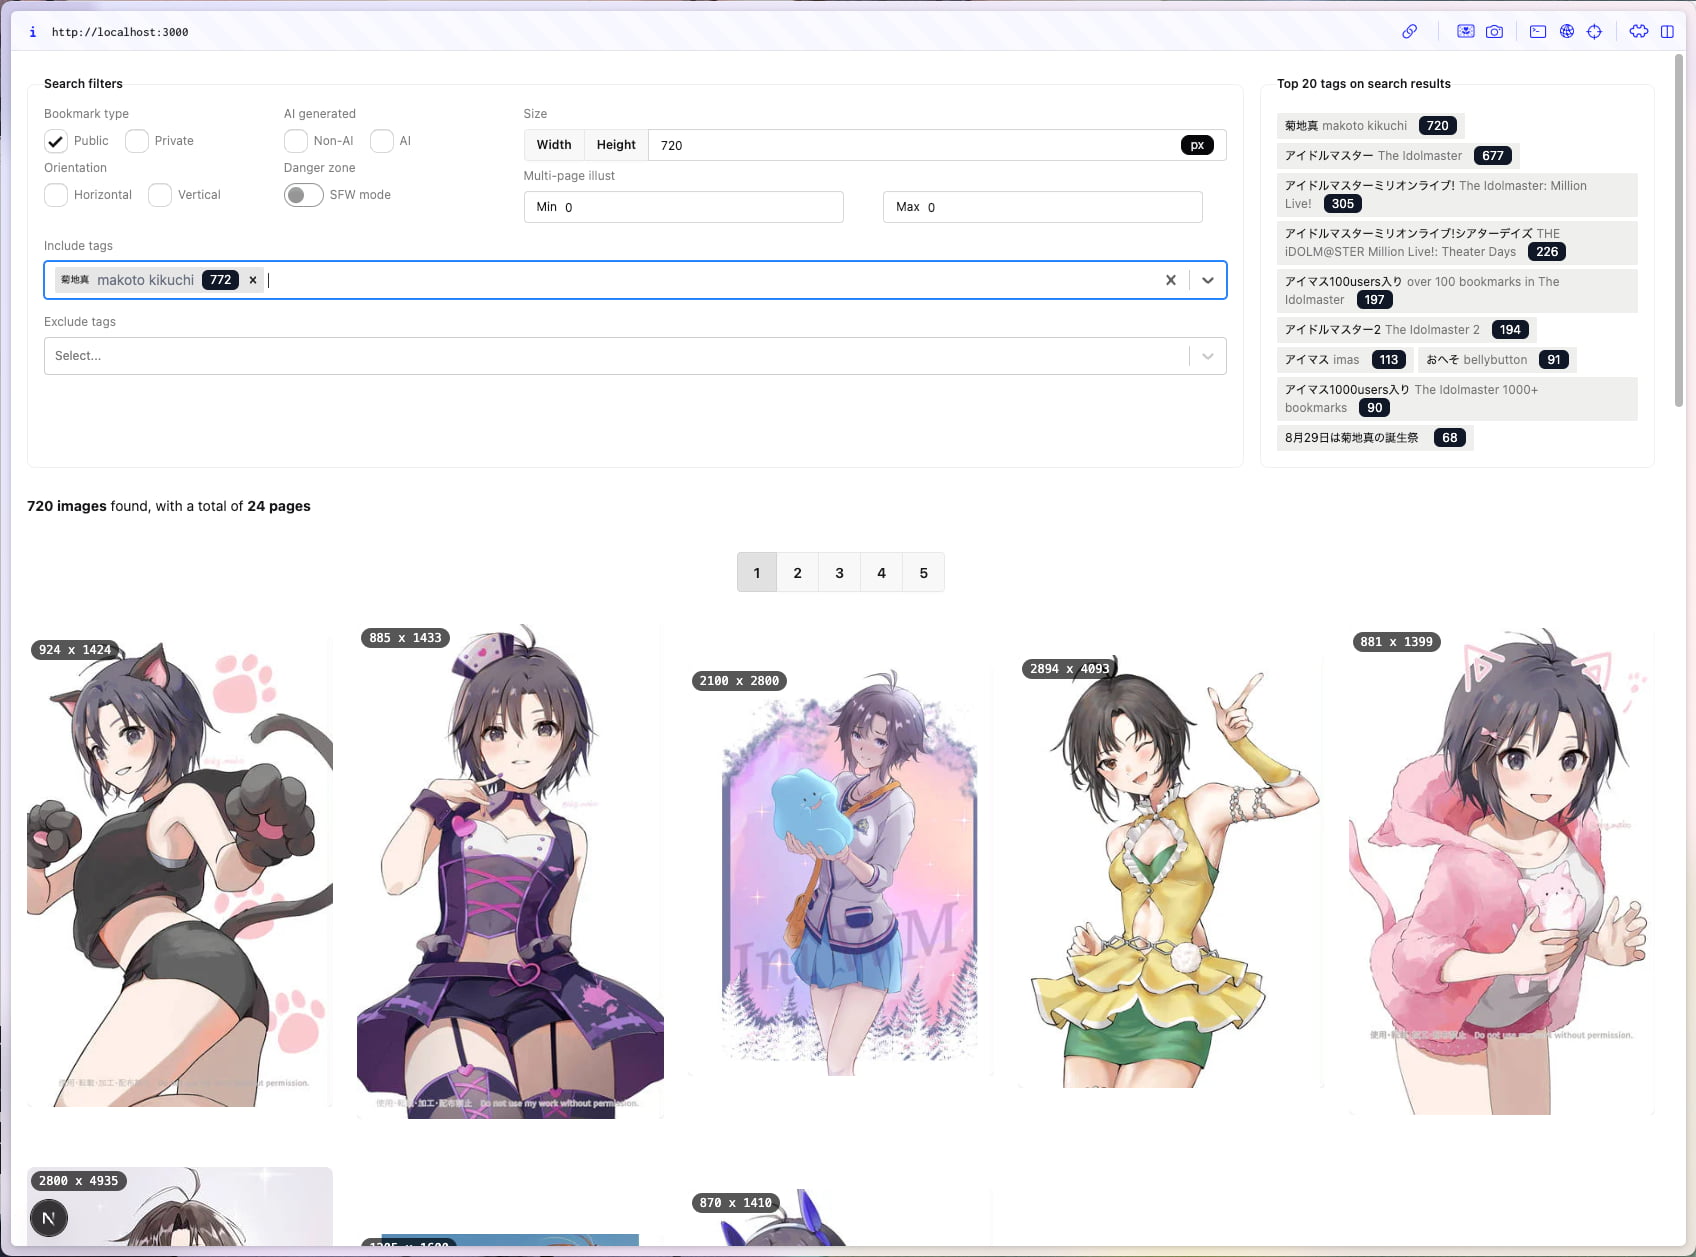 i http://localhost:3000
Search filters
Bookmark type
Public Private
Orientation
Horizontal Vertical
AI generated
Non-AI AI
Danger zone
SFW mode
Size
Width Height 720 px
Multi-page illust
Min 0 Max 0
Include tags
菊地真 makoto kikuchi 772 ×
Exclude tags
Select...
Top 20 tags on search results
菊地真 makoto kikuchi 720
アイドルマスター The Idolmaster 677
アイドルマスターミリオンライブ! The Idolmaster: Million
Live! 305
アイドルマスターミリオンライブ!シアターデイズ THE
iDOLM@STER Million Live!: Theater Days 226
アイマス100users入り over 100 bookmarks in The
Idolmaster 197
アイドルマスター2 The Idolmaster 2 194
アイマス imas 113 おへそ bellybutton 91
アイマス1000users入り The Idolmaster 1000+
bookmarks 90
8月29日は菊地真の誕生祭 68
720 images found, with a total of 24 pages
1 2 3 4 5
924 x 1424
885 x 1433
2100 x 2800
2894 x 4093
881 x 1399
使用・転載・加工・配布禁止 Do not use my work without permission.
使用・転載・加工・配布禁止 Do not use my work without permission.
使用・転載・加工・配布禁止 Do not use my work without permission.
2800 x 4935
N
870 x 1410